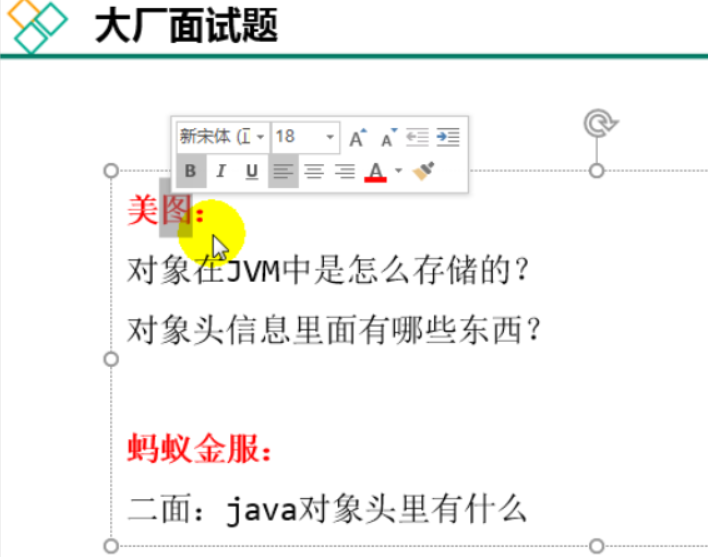 大厂面试题
新宋体 (正
18
B I U A
美图：
对象在JVM中是怎么存储的？
对象头信息里面有哪些东西？
蚂蚁金服：
二面：java对象头里有什么